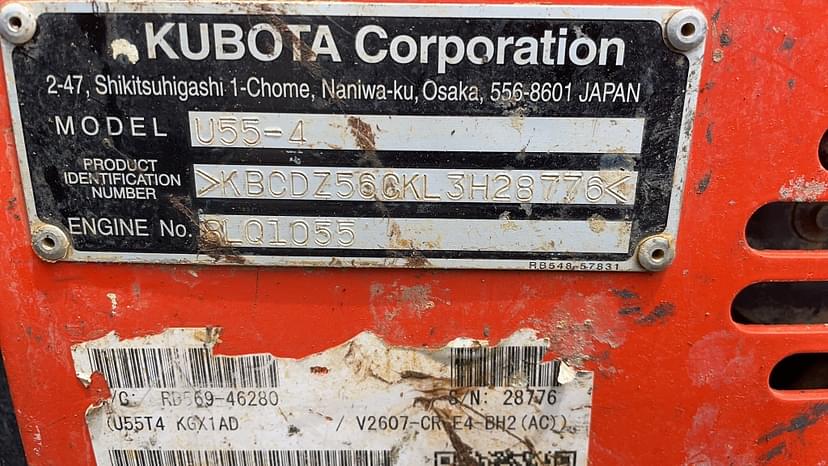 KUBOTA Corporation
2-47, Shikitsuhigashi 1-Chome, Naniwa-ku, Osaka, 556-8601 JAPAN
MODEL U55-4
PRODUCT
IDENTIFICATION
NUMBER >KBCDZ56CKL3H28776<
ENGINE No. 8LQ1055
RB548-57831
/G: RD569-46280 S/N: 28776
(U55T4 KGX1AD / V2607-CR-E4-BH2(AC))